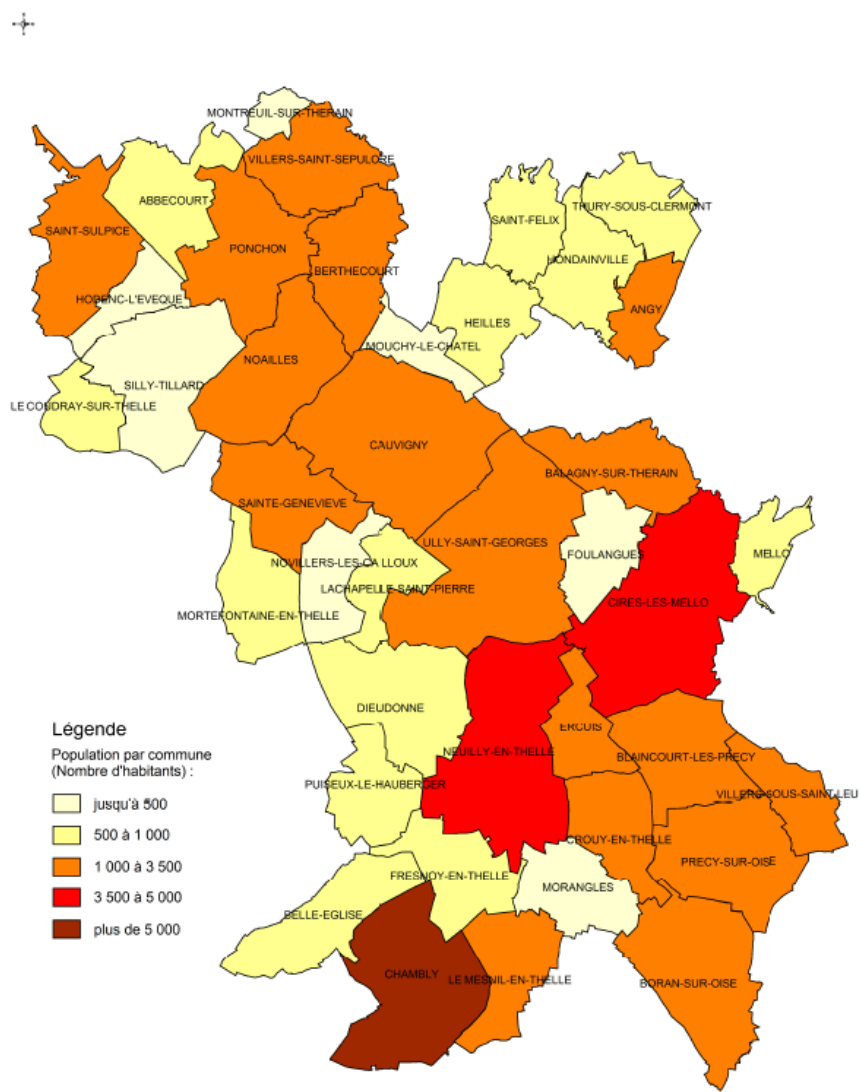 MONTREUIL-SUR-THERAIN
VILLERS-SAINT-SEPULCRE
ABBECOURT
THURY-SOUS-CLERMONT
SAINT-FELIX
SAINT-SULPICE
PONCHON
HONDAINVILLE
BERTHECOURT
HODENC-L'EVEQUE
ANGY
HEILLES
MOUCHY-LE-CHATEL
NOAILLES
SILLY-TILLARD
LE COUDRAY-SUR-THELLE
CAUVIGNY
BALAGNY-SUR-THERAIN
SAINTE-GENEVIEVE
ULLY-SAINT-GEORGES
FOULANGUES
MELLO
NOVILLERS-LES-CAILLOUX
LACHAPELLE-SAINT-PIERRE
CIRES-LES-MELLO
MORTEFONTAINE-EN-THELLE
DIEUDONNE
ERCUIS
NEUILLY-EN-THELLE
BLAINCOURT-LES-PRECY
PUISEUX-LE-HAUBERGER
VILLERS-SOUS-SAINT-LEU
CROUY-EN-THELLE
PRECY-SUR-OISE
FRESNOY-EN-THELLE
MORANGLES
BELLE-EGLISE
CHAMBLY
LE MESNIL-EN-THELLE
BORAN-SUR-OISE
Légende
Population par commune
(Nombre d'habitants) :
jusqu'à 500
500 à 1 000
1 000 à 3 500
3 500 à 5 000
plus de 5 000